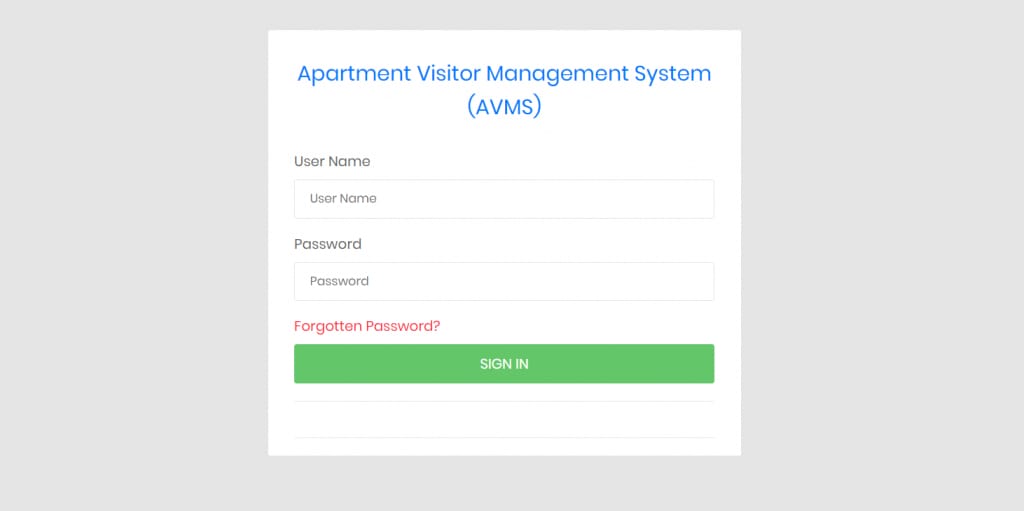 Apartment Visitor Management System
(AVMS)
User Name
User Name
Password
Password
Forgotten Password?
SIGN IN